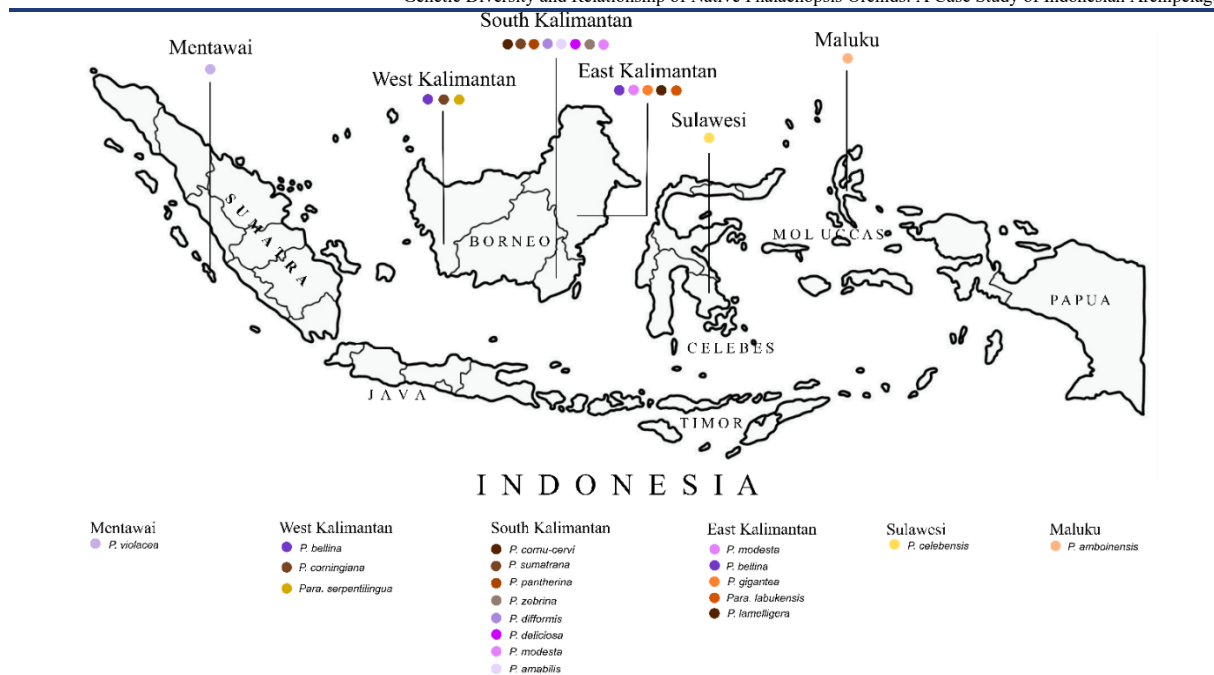 Genetic Diversity and Relationship of Native Phalaenopsis Orchids: A Case Study of Indonesian Archipelag
South Kalimantan
Mentawai
Maluku
West Kalimantan
East Kalimantan
Sulawesi
SUMATRA
BORNEO
MOLUCCAS
PAPUA
CELEBES
JAVA
TIMOR
INDONESIA
Mentawai
P. violacea
West Kalimantan
P. bellina
P. corningiana
Para. serpentilingua
South Kalimantan
P. cornu-cervi
P. sumatrana
P. pantherina
P. zebrina
P. difformis
P. deliciosa
P. modesta
P. amabilis
East Kalimantan
P. modesta
P. bellina
P. gigantea
Para. labukensis
P. lamelligera
Sulawesi
P. celebensis
Maluku
P. amboinensis